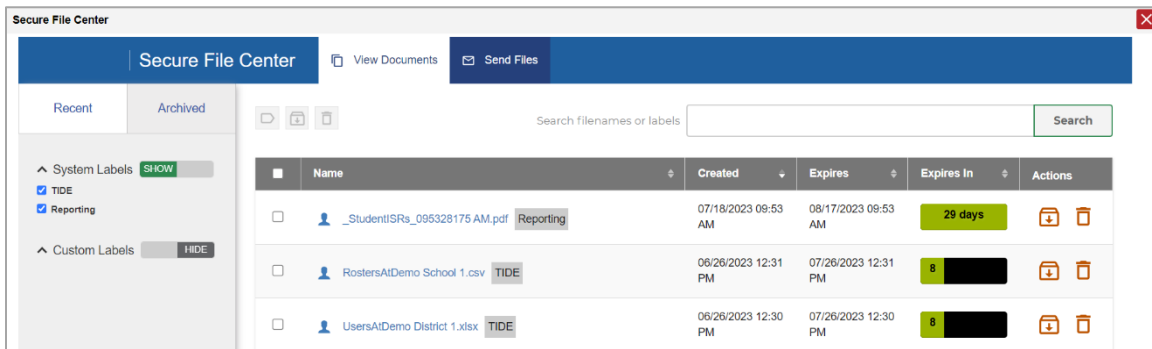 Secure File Center
Secure File Center
View Documents
Send Files
Recent
Archived
Search filenames or labels
Search
System Labels SHOW
TIDE
Reporting
Custom Labels HIDE
Name Created Expires Expires In Actions
_StudentISRs_095328175 AM.pdf Reporting 07/18/2023 09:53 08/17/2023 09:53 29 days
AM AM
RostersAtDemo School 1.csv TIDE 06/26/2023 12:31 07/26/2023 12:31 8
PM PM
UsersAtDemo District 1.xlsx TIDE 06/26/2023 12:30 07/26/2023 12:30 8
PM PM